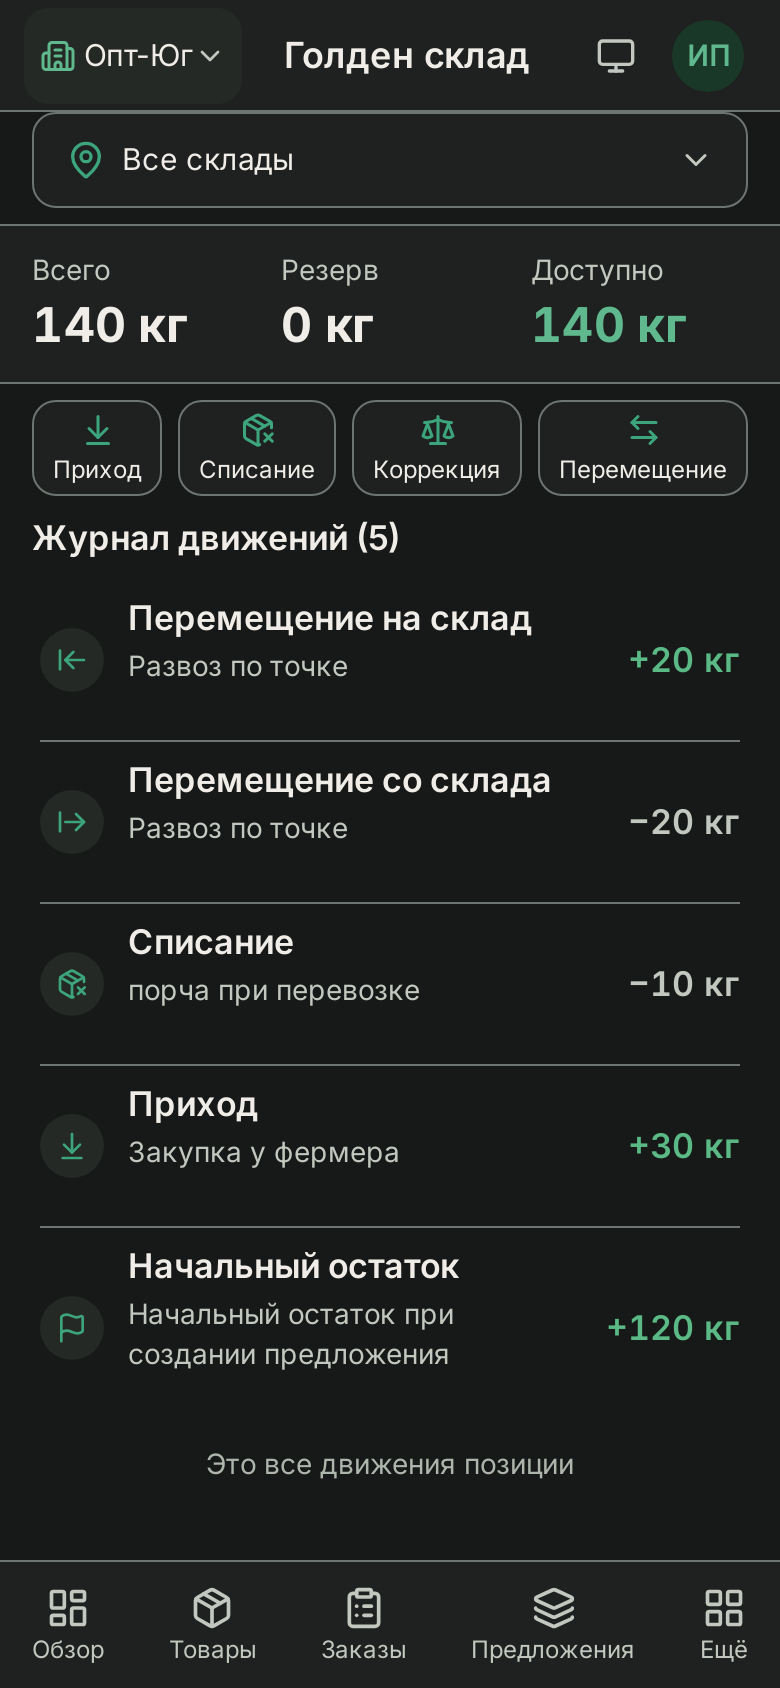 Опт-Юг
Голден склад
ИП
Все склады
Всего
Резерв
Доступно
140 кг
0 кг
140 кг
Приход
Списание
Коррекция
Перемещение
Журнал движений (5)
Перемещение на склад
Развоз по точке
+20 кг
Перемещение со склада
Развоз по точке
−20 кг
Списание
порча при перевозке
−10 кг
Приход
Закупка у фермера
+30 кг
Начальный остаток
Начальный остаток при
создании предложения
+120 кг
Это все движения позиции
Обзор
Товары
Заказы
Предложения
Ещё